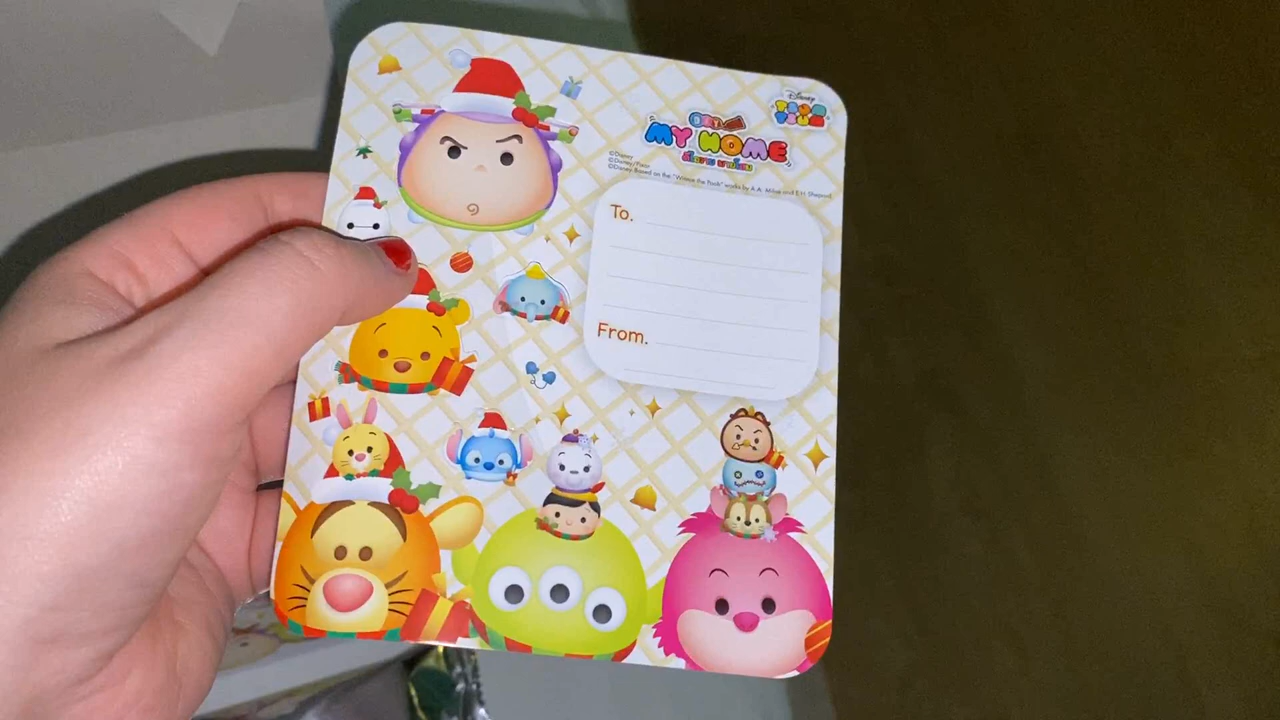 Disney
TSUM
TSUM
MY HOME
©Disney
©Disney/Pixar
©Disney. Based on the "Winnie the Pooh" works by A.A. Milne and E.H. Shepard.
To.
From.